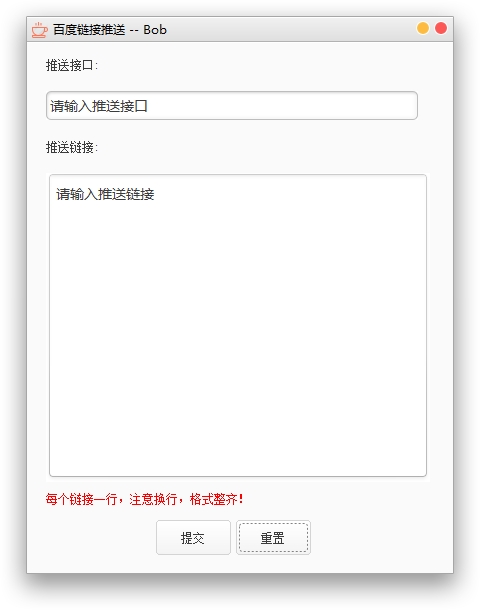 百度链接推送 -- Bob
推送接口:
请输入推送接口
推送链接:
请输入推送链接
每个链接一行，注意换行，格式整齐!
提交
重置